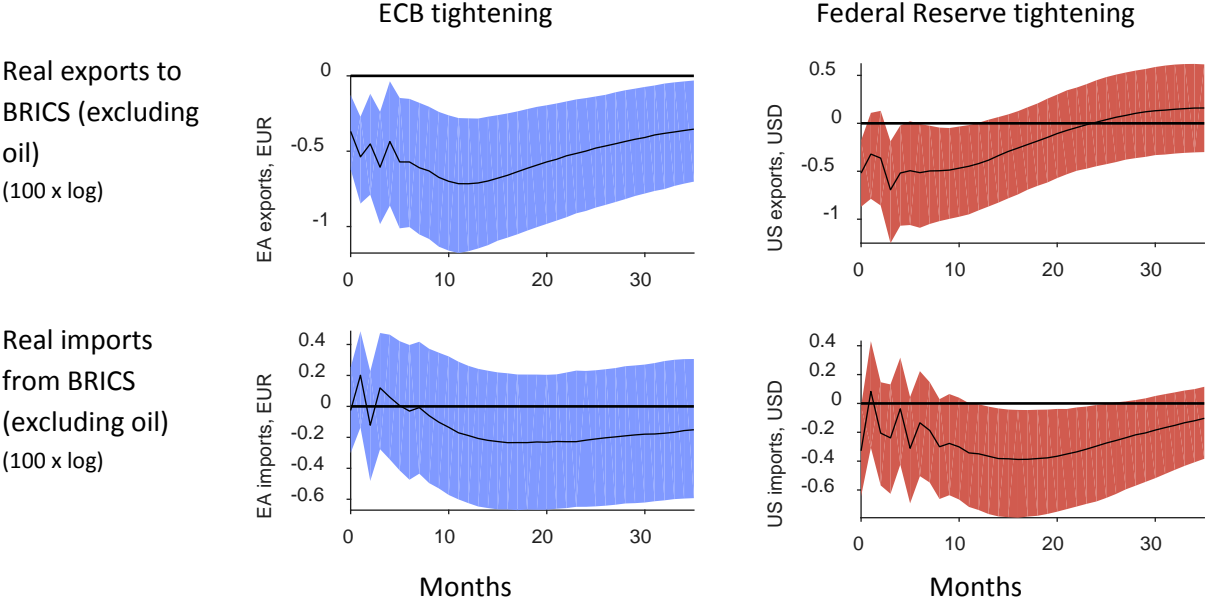 ECB tightening
Federal Reserve tightening
Real exports to
BRICS (excluding
oil)
(100 x log)
EA exports, EUR
0
-0.5
-1
0
10
20
30
US exports, USD
0.5
0
-0.5
-1
0
10
20
30
Real imports
from BRICS
(excluding oil)
(100 x log)
EA imports, EUR
0.4
0.2
0
-0.2
-0.4
-0.6
0
10
20
30
US imports, USD
0.4
0.2
0
-0.2
-0.4
-0.6
0
10
20
30
Months
Months